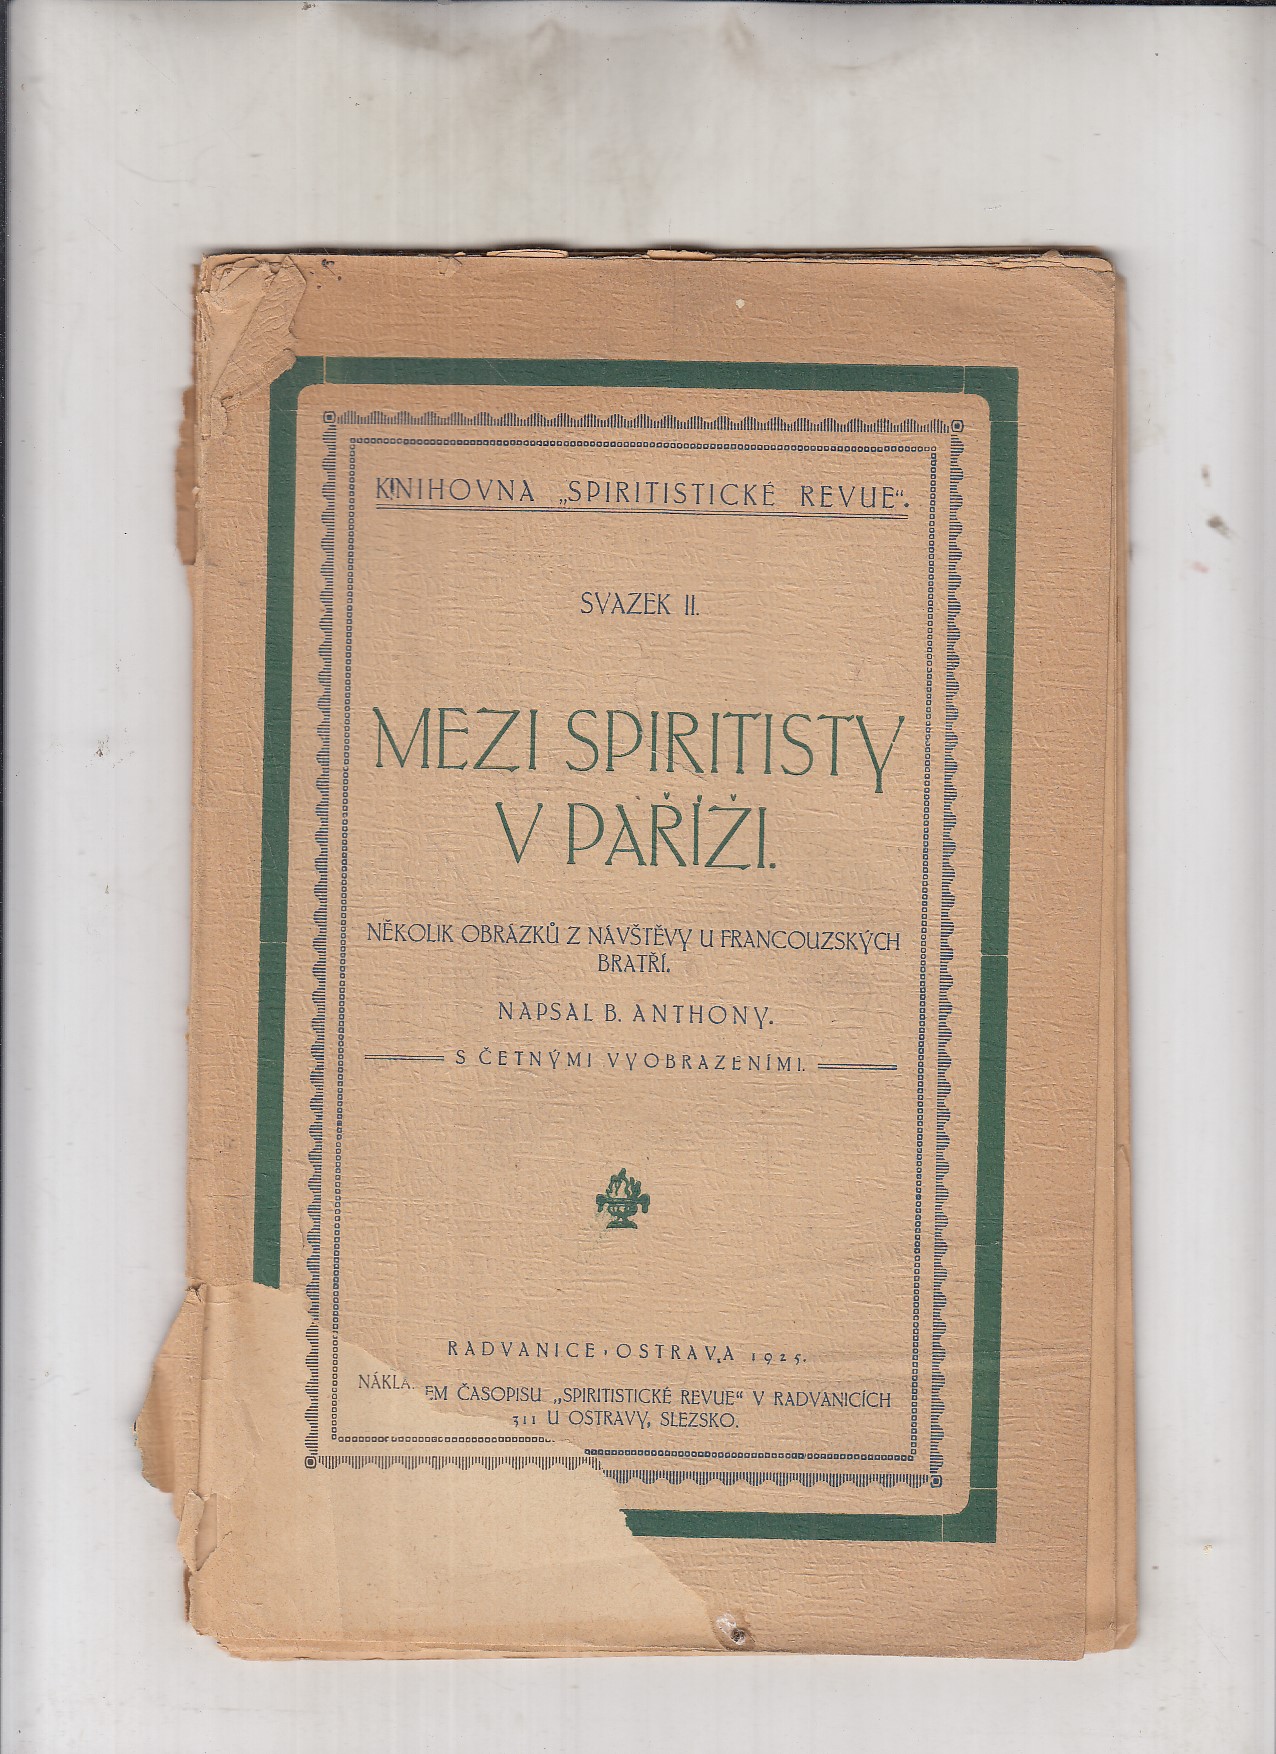 KNIHOVNA „SPIRITISTICKÉ REVUE“.
SVAZEK II.
MEZI SPIRITISTY
V PAŘÍŽI.
NĚKOLIK OBRÁZKŮ Z NÁVŠTĚVY U FRANCOUZSKÝCH
BRATŘÍ.
NAPSAL B. ANTHONY.
S ČETNÝMI VYOBRAZENÍMI.
RADVANICE-OSTRAVA 1925.
NÁKLA EM ČASOPISU „SPIRITISTICKÉ REVUE“ V RADVANICÍCH
311 U OSTRAVY, SLEZSKO.